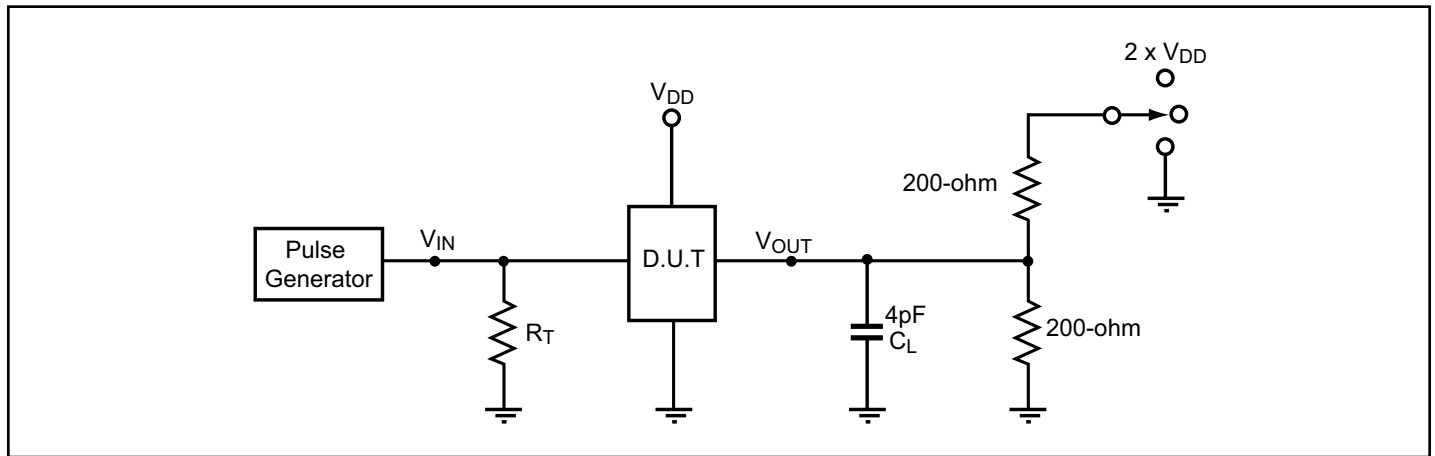 2 x VDD
VDD
200-ohm
Pulse
Generator
VIN
D.U.T
VOUT
RT
4pF
CL
200-ohm